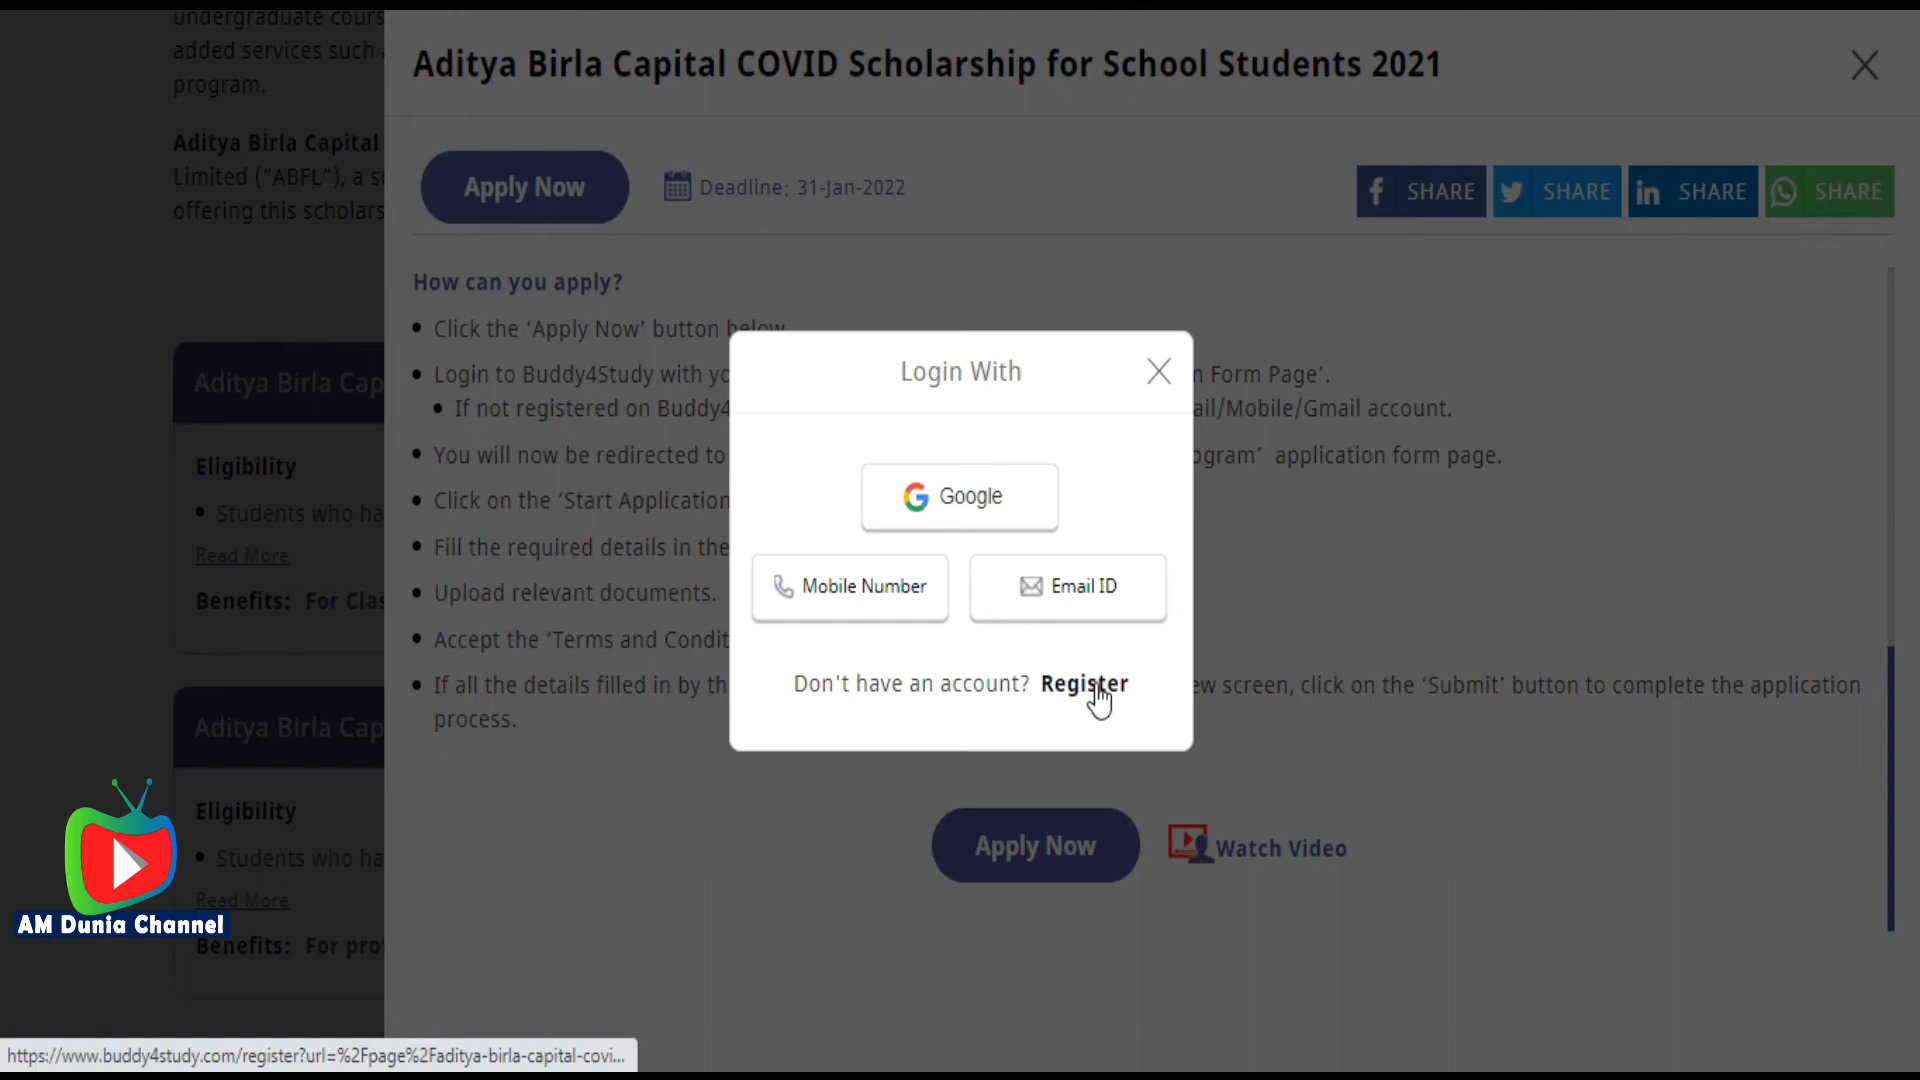 undergraduate cours
added services such
program.
Aditya Birla Capital
Limited (“ABFL”), a su
offering this scholars
Aditya Birla Cap
Eligibility
Students who ha
Read More
Benefits: For Clas
Aditya Birla Cap
Eligibility
Students who ha
Read More
Benefits: For pro
AM Dunia Channel
Aditya Birla Capital COVID Scholarship for School Students 2021
Apply Now
Deadline: 31-Jan-2022
SHARE
SHARE
SHARE
SHARE
How can you apply?
Click the ‘Apply Now’ button below
Login to Buddy4Study with yo
n Form Page’.
If not registered on Buddy4
ail/Mobile/Gmail account.
You will now be redirected to
ogram’ application form page.
Click on the ‘Start Application
Fill the required details in the
Upload relevant documents.
Accept the ‘Terms and Condit
If all the details filled in by th
ew screen, click on the ‘Submit’ button to complete the application
process.
Login With
Google
Mobile Number
Email ID
Don't have an account? Register
Apply Now
Watch Video
https://www.buddy4study.com/register?url=%2Fpage%2Faditya-birla-capital-covi...